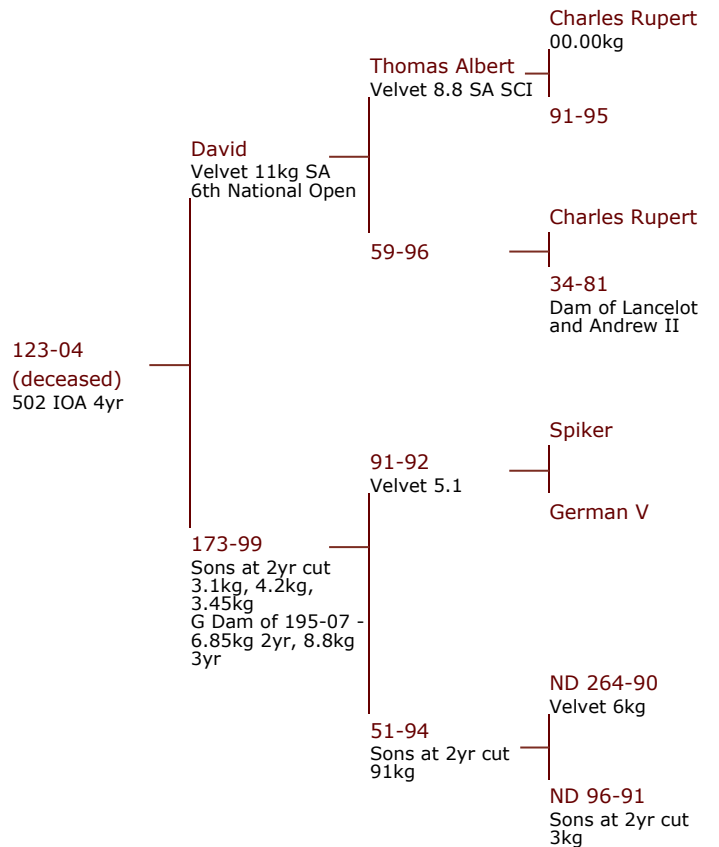 Charles Rupert
00.00kg
Thomas Albert
Velvet 8.8 SA SCI
91-95
David
Velvet 11kg SA
6th National Open
Charles Rupert
59-96
34-81
Dam of Lancelot
and Andrew II
123-04
(deceased)
502 IOA 4yr
Spiker
91-92
Velvet 5.1
German V
173-99
Sons at 2yr cut
3.1kg, 4.2kg,
3.45kg
G Dam of 195-07 -
6.85kg 2yr, 8.8kg
3yr
ND 264-90
Velvet 6kg
51-94
Sons at 2yr cut
91kg
ND 96-91
Sons at 2yr cut
3kg